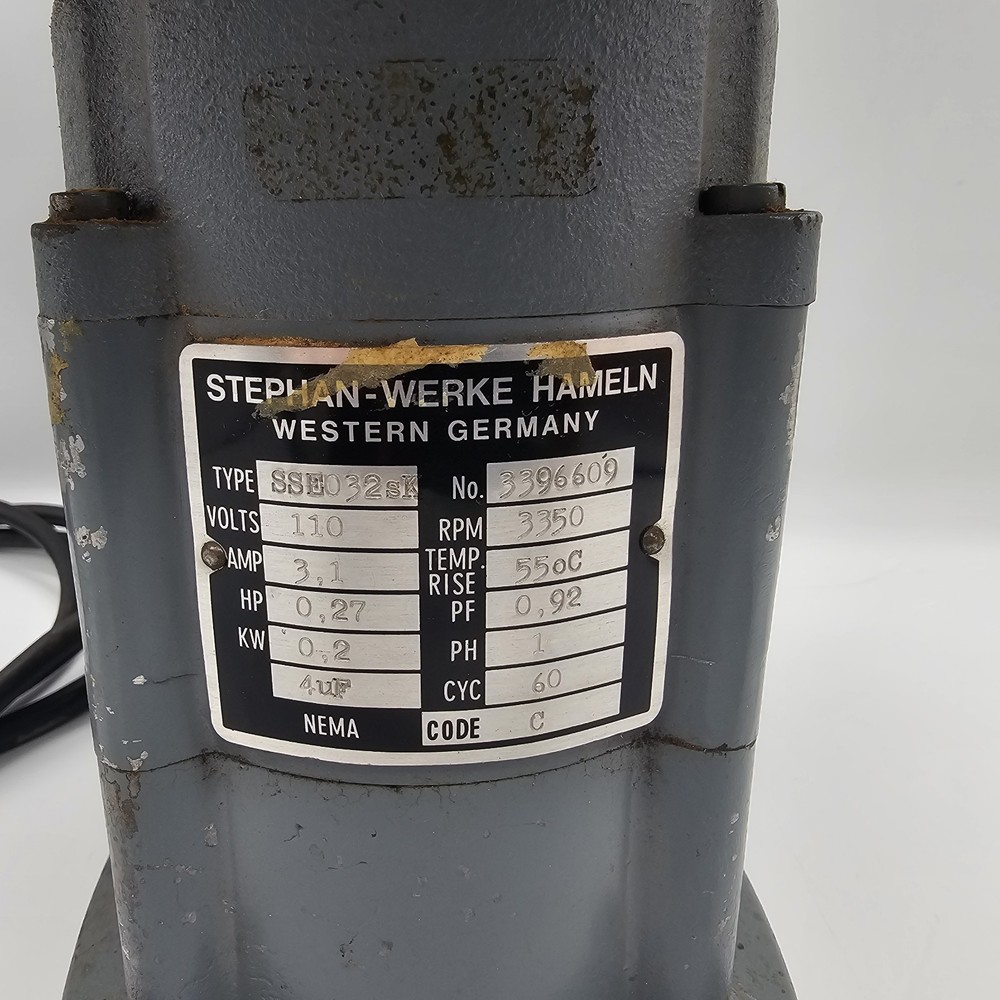 STEPHAN-WERKE HAMELN
WESTERN GERMANY
TYPE SSE032sK No. 3396609
VOLTS 110 RPM 3350
AMP 3,1 TEMP. RISE 55oC
HP 0,27 PF 0,92
KW 0,2 PH 1
4uF CYC 60
NEMA CODE C